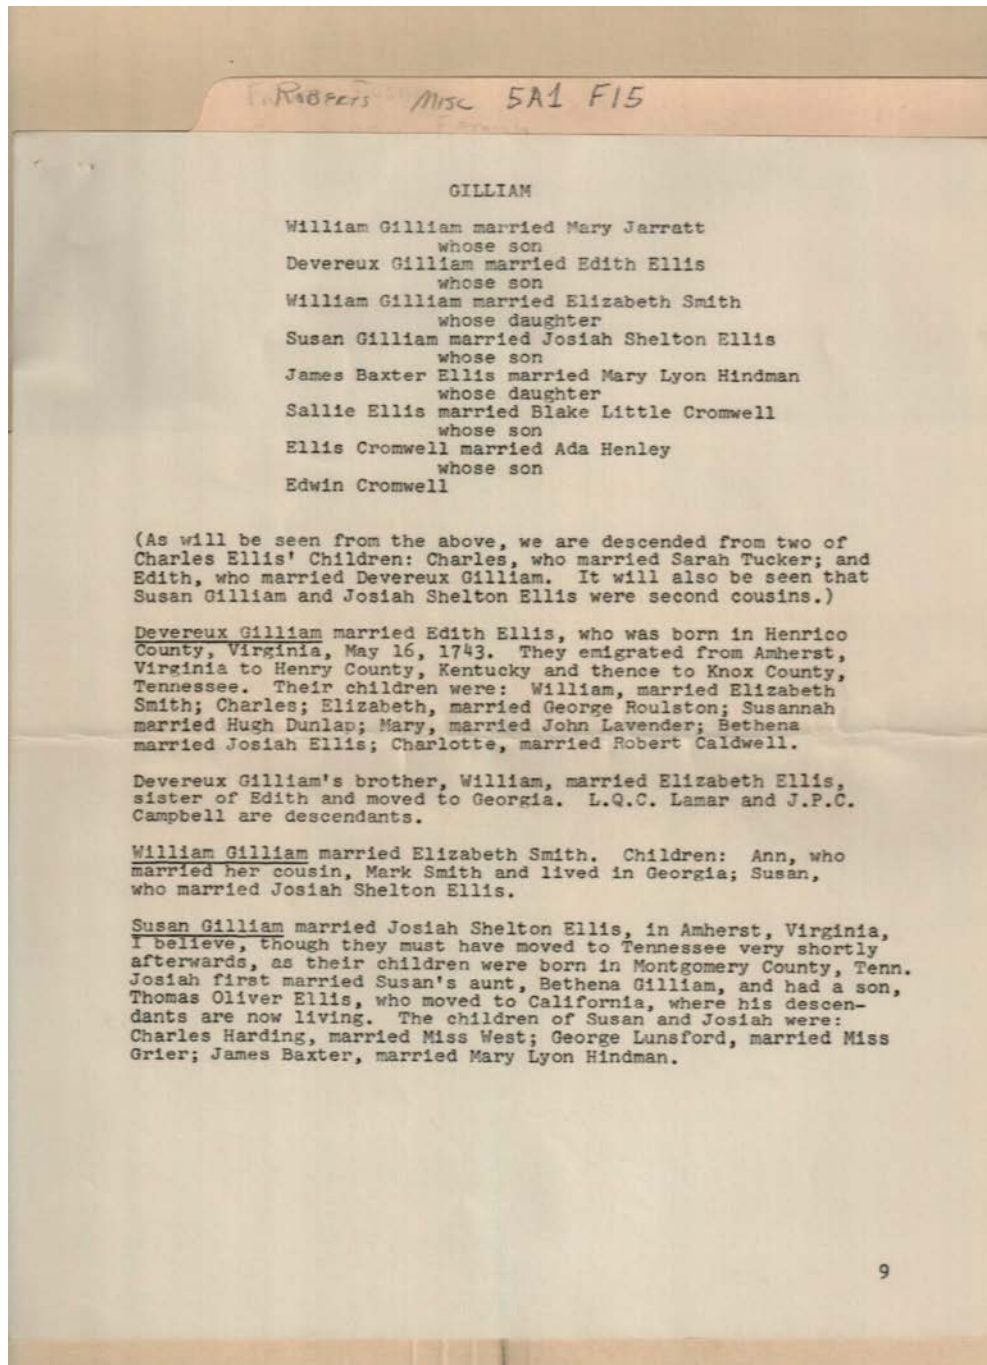 Roberts Misc 5A1 F15
GILLIAM
William Gilliam married Mary Jarratt
whose son
Devereux Gilliam married Edith Ellis
whose son
William Gilliam married Elizabeth Smith
whose daughter
Susan Gilliam married Josiah Shelton Ellis
whose son
James Baxter Ellis married Mary Lyon Hindman
whose daughter
Sallie Ellis married Blake Little Cromwell
whose son
Ellis Cromwell married Ada Henley
whose son
Edwin Cromwell
(As will be seen from the above, we are descended from two of
Charles Ellis' Children: Charles, who married Sarah Tucker; and
Edith, who married Devereux Gilliam. It will also be seen that
Susan Gilliam and Josiah Shelton Ellis were second cousins.)
Devereux Gilliam married Edith Ellis, who was born in Henrico
County, Virginia, May 16, 1743. They emigrated from Amherst,
Virginia to Henry County, Kentucky and thence to Knox County,
Tennessee. Their children were: William, married Elizabeth
Smith; Charles; Elizabeth, married George Roulston; Susannah
married Hugh Dunlap; Mary, married John Lavender; Bethena
married Josiah Ellis; Charlotte, married Robert Caldwell.
Devereux Gilliam's brother, William, married Elizabeth Ellis,
sister of Edith and moved to Georgia. L.Q.C. Lamar and J.P.C.
Campbell are descendants.
William Gilliam married Elizabeth Smith. Children: Ann, who
married her cousin, Mark Smith and lived in Georgia; Susan,
who married Josiah Shelton Ellis.
Susan Gilliam married Josiah Shelton Ellis, in Amherst, Virginia,
I believe, though they must have moved to Tennessee very shortly
afterwards, as their children were born in Montgomery County, Tenn.
Josiah first married Susan's aunt, Bethena Gilliam, and had a son,
Thomas Oliver Ellis, who moved to California, where his descen-
dants are now living. The children of Susan and Josiah were:
Charles Harding, married Miss West; George Lunsford, married Miss
Grier; James Baxter, married Mary Lyon Hindman.
9